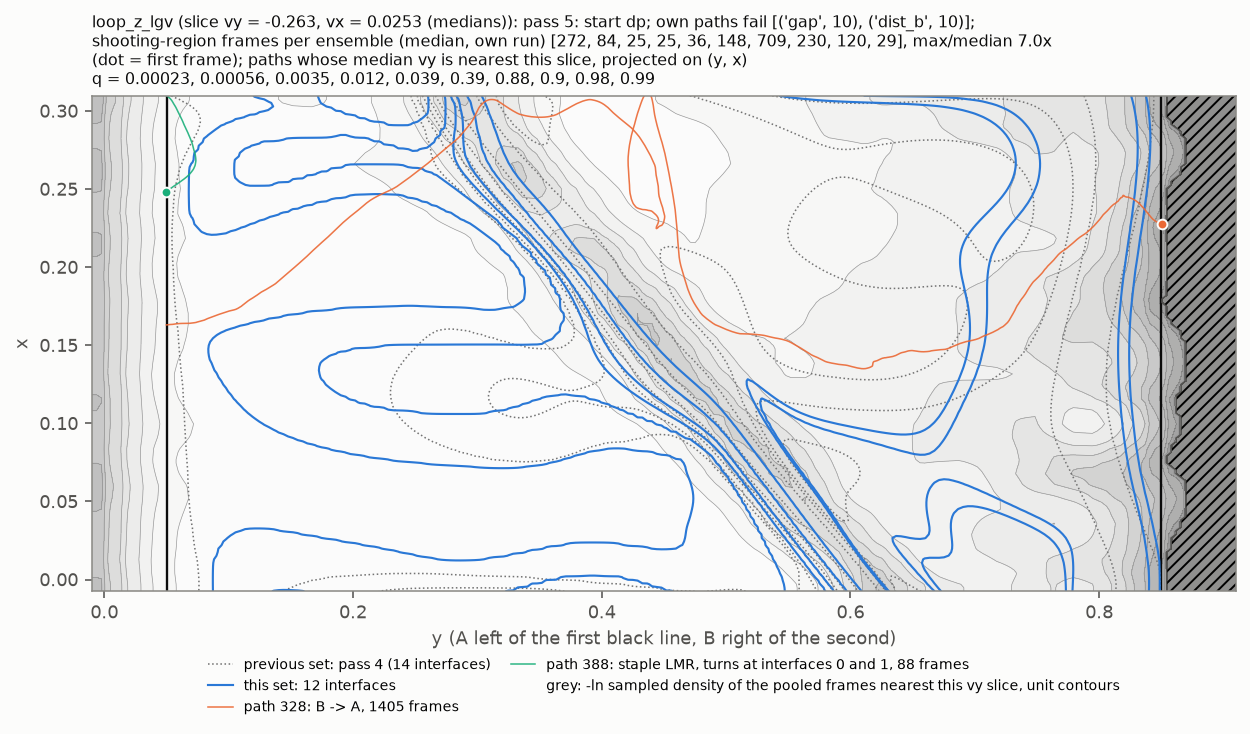 loop_z_lgv (slice vy = -0.263, vx = 0.0253 (medians)): pass 5: start dp; own paths fail [('gap', 10), ('dist_b', 10)];
shooting-region frames per ensemble (median, own run) [272, 84, 25, 25, 36, 148, 709, 230, 120, 29], max/median 7.0x
(dot = first frame); paths whose median vy is nearest this slice, projected on (y, x)
q = 0.00023, 0.00056, 0.0035, 0.012, 0.039, 0.39, 0.88, 0.9, 0.98, 0.99
0.30
0.25
0.20
0.15
0.10
0.05
0.00
x
0.0
0.2
0.4
0.6
0.8
y (A left of the first black line, B right of the second)
previous set: pass 4 (14 interfaces)
this set: 12 interfaces
path 328: B -> A, 1405 frames
path 388: staple LMR, turns at interfaces 0 and 1, 88 frames
grey: -ln sampled density of the pooled frames nearest this vy slice, unit contours